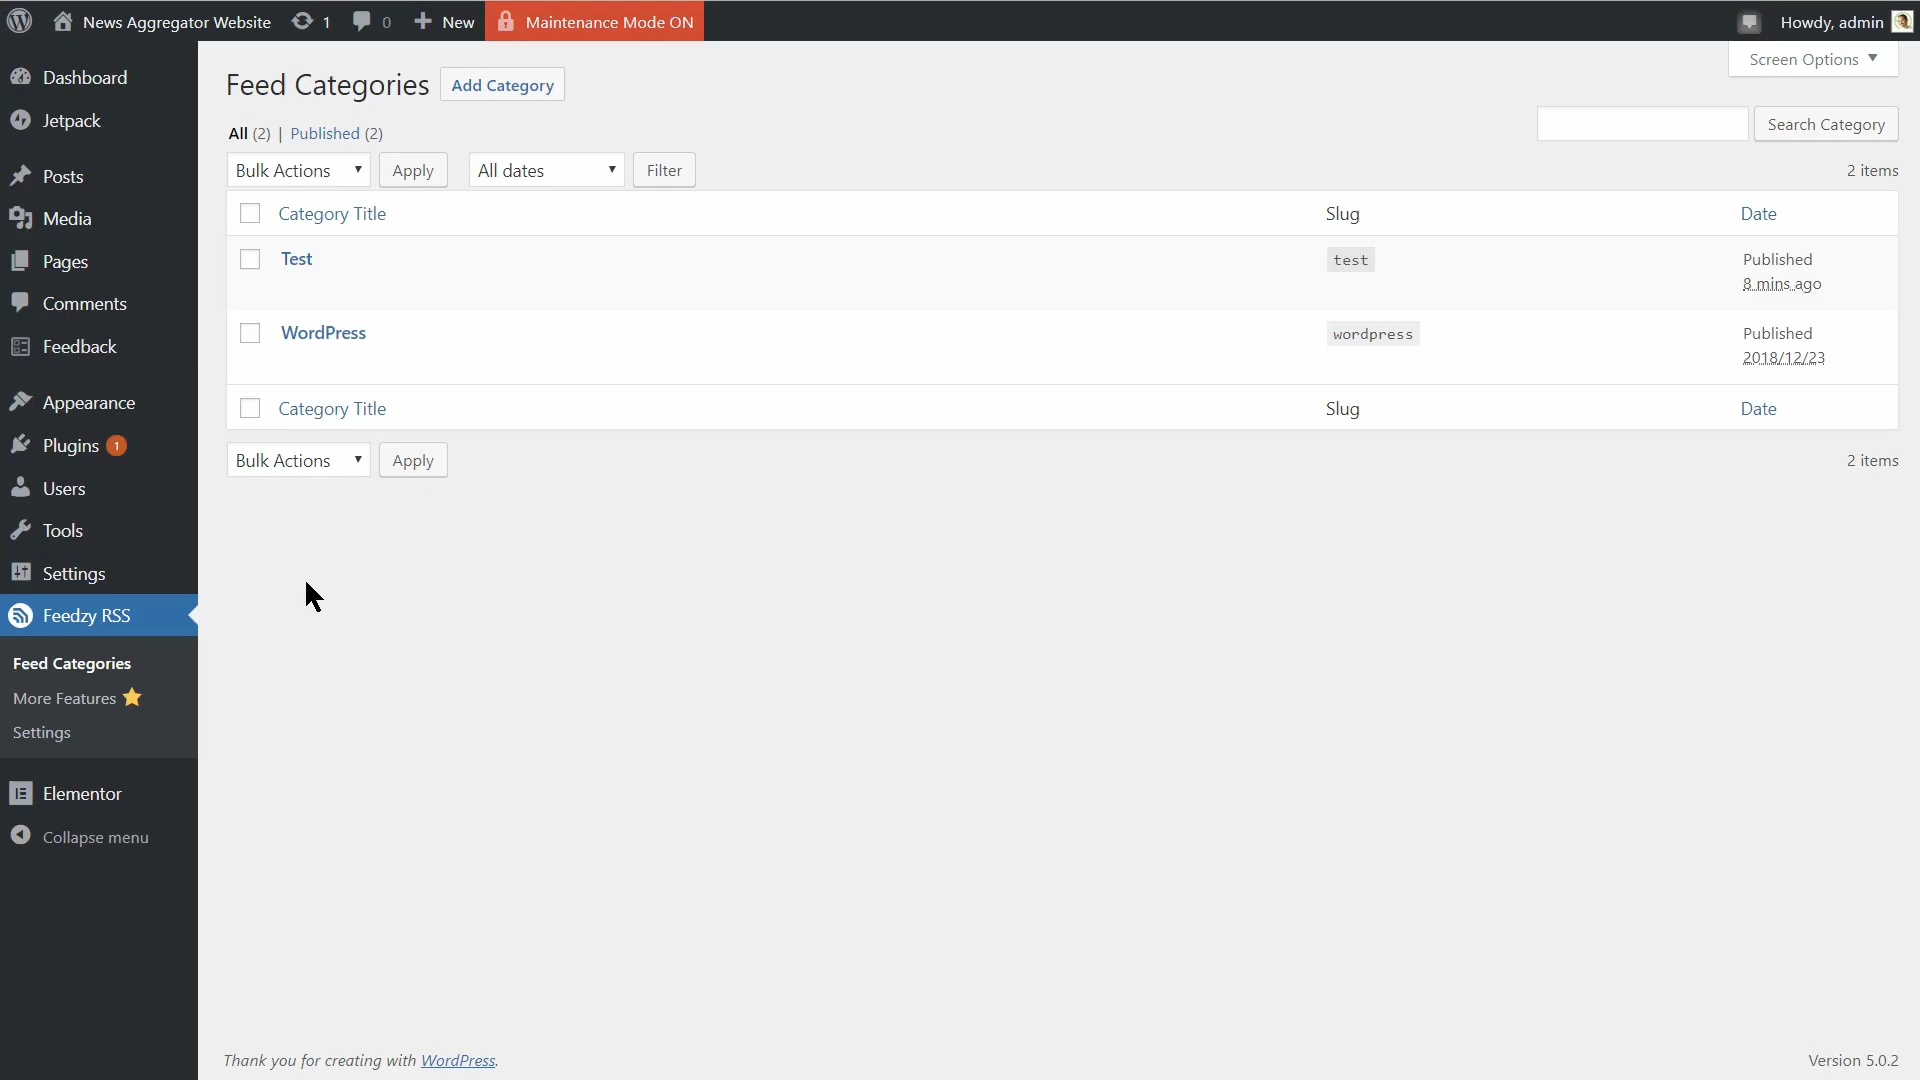 News Aggregator Website 1 0 New Maintenance Mode ON Howdy, admin
Dashboard
Jetpack
Posts
Media
Pages
Comments
Feedback
Appearance
Plugins 1
Users
Tools
Settings
Feedzy RSS
Feed Categories
More Features
Settings
Elementor
Collapse menu
Screen Options
Feed Categories Add Category
All (2) | Published (2)
Search Category
Bulk Actions Apply All dates Filter 2 items
Category Title Slug Date
Test test Published
8 mins ago
WordPress wordpress Published
2018/12/23
Category Title Slug Date
Bulk Actions Apply 2 items
Thank you for creating with WordPress. Version 5.0.2